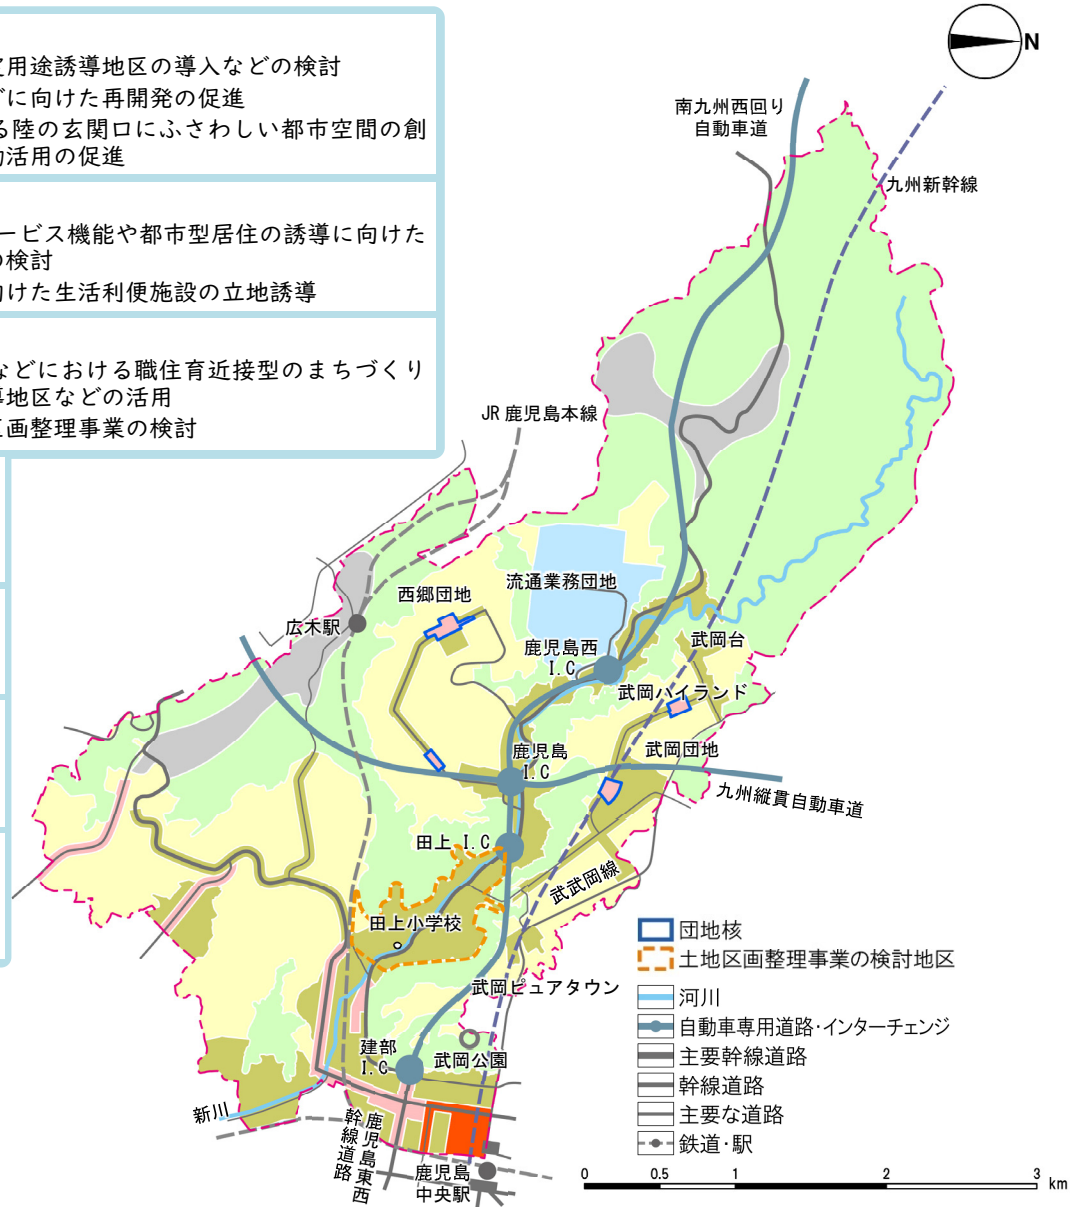 定用途誘導地区の導入などの検討
どに向けた再開発の促進
る陸の玄関口にふさわしい都市空間の創
的活用の促進
ービス機能や都市型居住の誘導に向けた
の検討
向けた生活利便施設の立地誘導
などにおける職住育近接型のまちづくり
導地区などの活用
区画整理事業の検討
N
南九州西回り
自動車道
九州新幹線
JR鹿児島本線
流通業務団地
西郷団地
広木駅
鹿児島西
I.C
武岡台
武岡ハイランド
鹿児島
I.C
武岡団地
九州縦貫自動車道
田上 I.C
武武岡線
田上小学校
武岡ピュアタウン
建部
I.C
武岡公園
新川
鹿児島東西
幹線道路
鹿児島
中央駅
団地核
土地区画整理事業の検討地区
河川
自動車専用道路・インターチェンジ
主要幹線道路
幹線道路
主要な道路
鉄道・駅
0 0.5 1 2 3 km